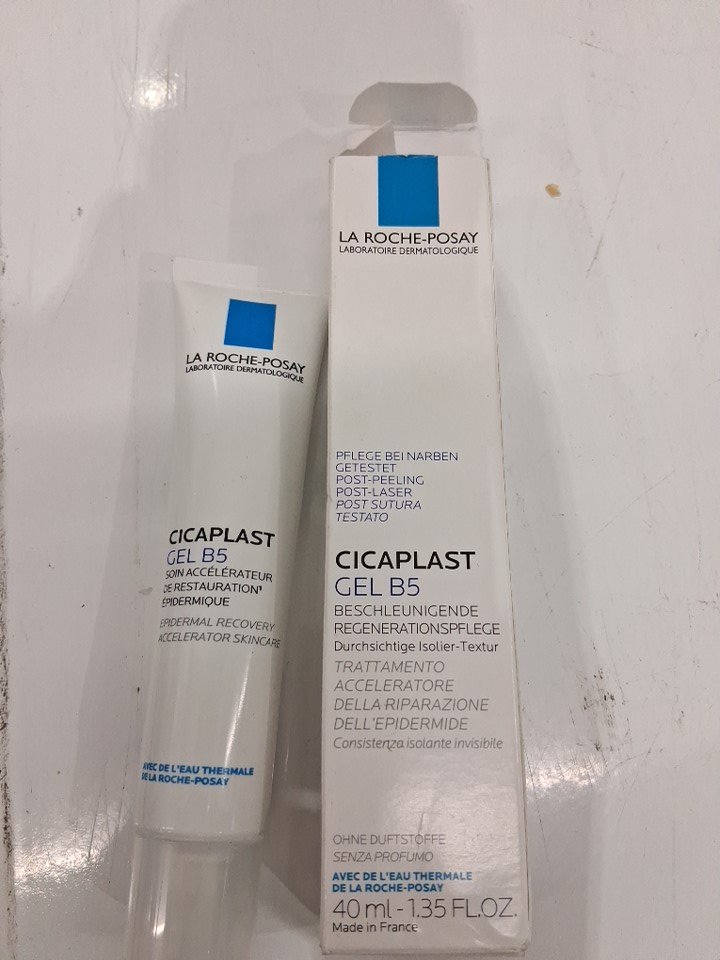 LA ROCHE-POSAY
LABORATOIRE DERMATOLOGIQUE
CICAPLAST
GEL B5
SOIN ACCÉLÉRATEUR
DE RESTAURATION¹
ÉPIDERMIQUE
EPIDERMAL RECOVERY
ACCELERATOR SKINCARE
AVEC DE L'EAU THERMALE
DE LA ROCHE-POSAY
LA ROCHE-POSAY
LABORATOIRE DERMATOLOGIQUE
PFLEGE BEI NARBEN
GETESTET
POST-PEELING
POST-LASER
POST SUTURA
TESTATO
CICAPLAST
GEL B5
BESCHLEUNIGENDE
REGENERATIONSPFLEGE
Durchsichtige Isolier-Textur
TRATTAMENTO
ACCELERATORE
DELLA RIPARAZIONE
DELL'EPIDERMIDE
Consistenza isolante invisibile
OHNE DUFTSTOFFE
SENZA PROFUMO
AVEC DE L'EAU THERMALE
DE LA ROCHE-POSAY
40 ml - 1.35 FL.OZ.
Made in France